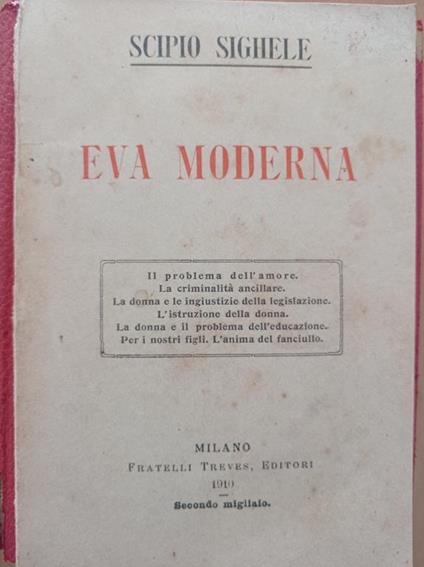 SCIPIO SIGHELE
EVA MODERNA
Il problema dell'amore.
La criminalità ancillare.
La donna e le ingiustizie della legislazione.
L'istruzione della donna.
La donna e il problema dell'educazione.
Per i nostri figli. L'anima del fanciullo.
MILANO
FRATELLI TREVES, EDITORI
1910
Secondo migliaio.